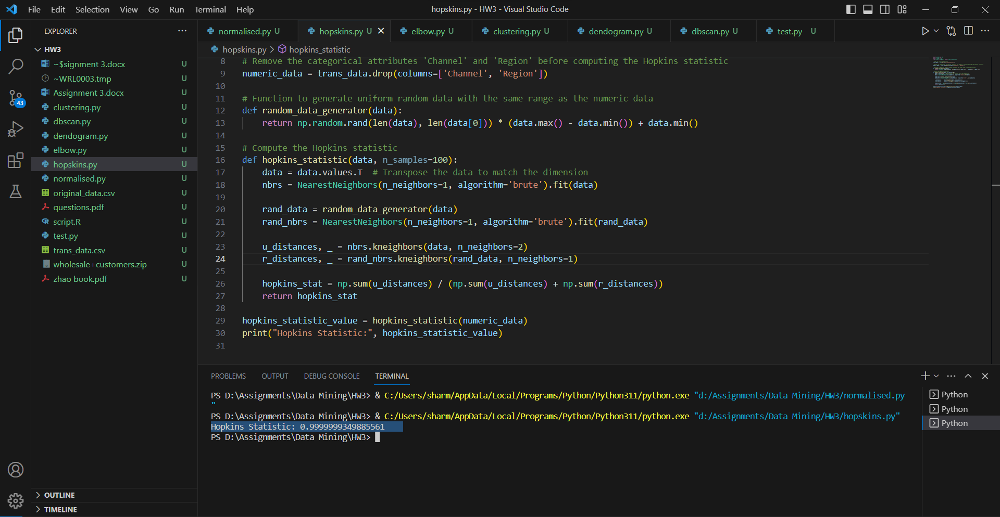 File Edit Selection View Go Run Terminal Help
hopskins.py - HW3 - Visual Studio Code
EXPLORER
HW3
~$signment 3.docx U
~WRL0003.tmp U
Assignment 3.docx U
clustering.py U
dbscan.py U
dendogram.py U
elbow.py U
hopskins.py U
normalised.py U
original_data.csv U
questions.pdf U
script.R U
test.py U
trans_data.csv U
wholesale+customers.zip U
zhao book.pdf U
43
OUTLINE
TIMELINE
normalised.py U hopskins.py U elbow.py U clustering.py U dendogram.py U dbscan.py U test.py U
hopskins.py > hopkins_statistic
8 # Remove the categorical attributes 'Channel' and 'Region' before computing the Hopkins statistic
9 numeric_data = trans_data.drop(columns=['Channel', 'Region'])
10
11 # Function to generate uniform random data with the same range as the numeric data
12 def random_data_generator(data):
13 return np.random.rand(len(data), len(data[0])) * (data.max() - data.min()) + data.min()
14
15 # Compute the Hopkins statistic
16 def hopkins_statistic(data, n_samples=100):
17 data = data.values.T # Transpose the data to match the dimension
18 nbrs = NearestNeighbors(n_neighbors=1, algorithm='brute').fit(data)
19
20 rand_data = random_data_generator(data)
21 rand_nbrs = NearestNeighbors(n_neighbors=1, algorithm='brute').fit(rand_data)
22
23 u_distances, _ = nbrs.kneighbors(data, n_neighbors=2)
24 r_distances, _ = rand_nbrs.kneighbors(rand_data, n_neighbors=1)
25
26 hopkins_stat = np.sum(u_distances) / (np.sum(u_distances) + np.sum(r_distances))
27 return hopkins_stat
28
29 hopkins_statistic_value = hopkins_statistic(numeric_data)
30 print("Hopkins Statistic:", hopkins_statistic_value)
31
PROBLEMS OUTPUT DEBUG CONSOLE TERMINAL
PS D:\Assignments\Data Mining\HW3> & C:/Users/sharm/AppData/Local/Programs/Python/Python311/python.exe "d:/Assignments/Data Mining/HW3/normalised.py
"
PS D:\Assignments\Data Mining\HW3> & C:/Users/sharm/AppData/Local/Programs/Python/Python311/python.exe "d:/Assignments/Data Mining/HW3/hopskins.py"
Hopkins Statistic: 0.9999999349885561
PS D:\Assignments\Data Mining\HW3>
Python
Python
Python